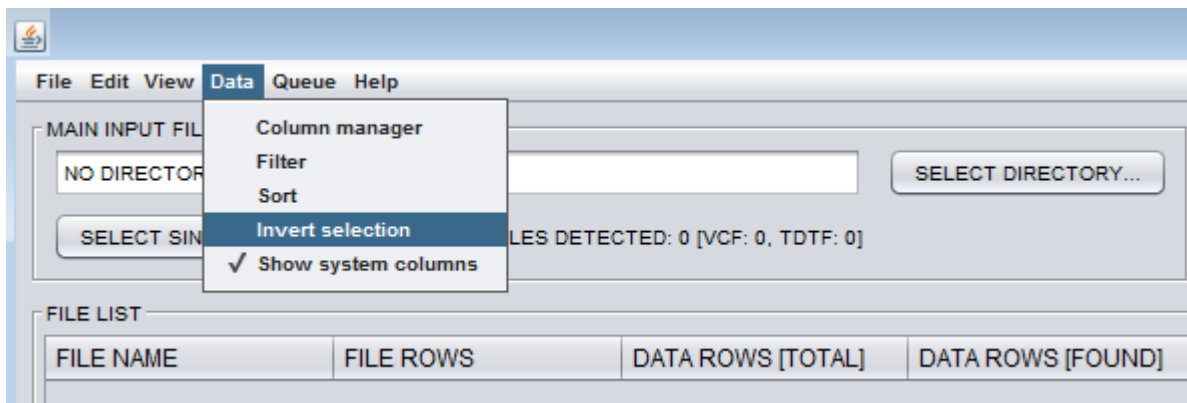 File Edit View Data Queue Help
MAIN INPUT FIL
Column manager
NO DIRECTOR
Filter
SELECT DIRECTORY...
Sort
SELECT SIN
Invert selection
LES DETECTED: 0 [VCF: 0, TDTF: 0]
✓ Show system columns
FILE LIST
FILE NAME FILE ROWS DATA ROWS [TOTAL] DATA ROWS [FOUND]